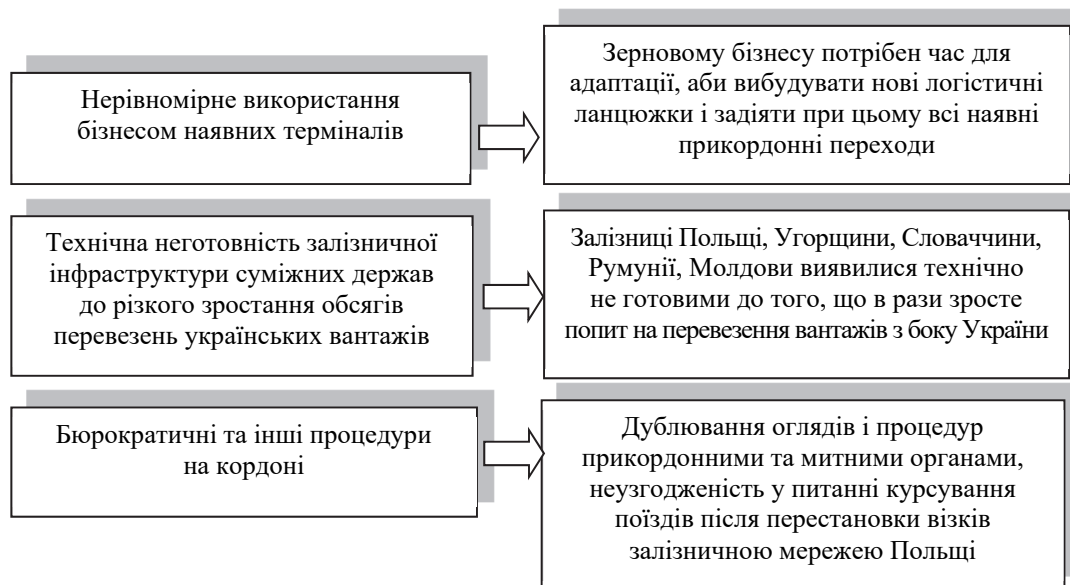 Нерівномірне використання
бізнесом наявних терміналів
Зерновому бізнесу потрібен час для
адаптації, аби вибудувати нові логістичні
ланцюжки і задіяти при цьому всі наявні
прикордонні переходи
Технічна неготовність залізничної
інфраструктури суміжних держав
до різкого зростання обсягів
перевезень українських вантажів
Залізниці Польщі, Угорщини, Словаччини,
Румунії, Молдови виявилися технічно
не готовими до того, що в рази зросте
попит на перевезення вантажів з боку України
Бюрократичні та інші процедури
на кордоні
Дублювання оглядів і процедур
прикордонними та митними органами,
неузгодженість у питанні курсування
поїздів після перестановки візків
залізничною мережею Польщі